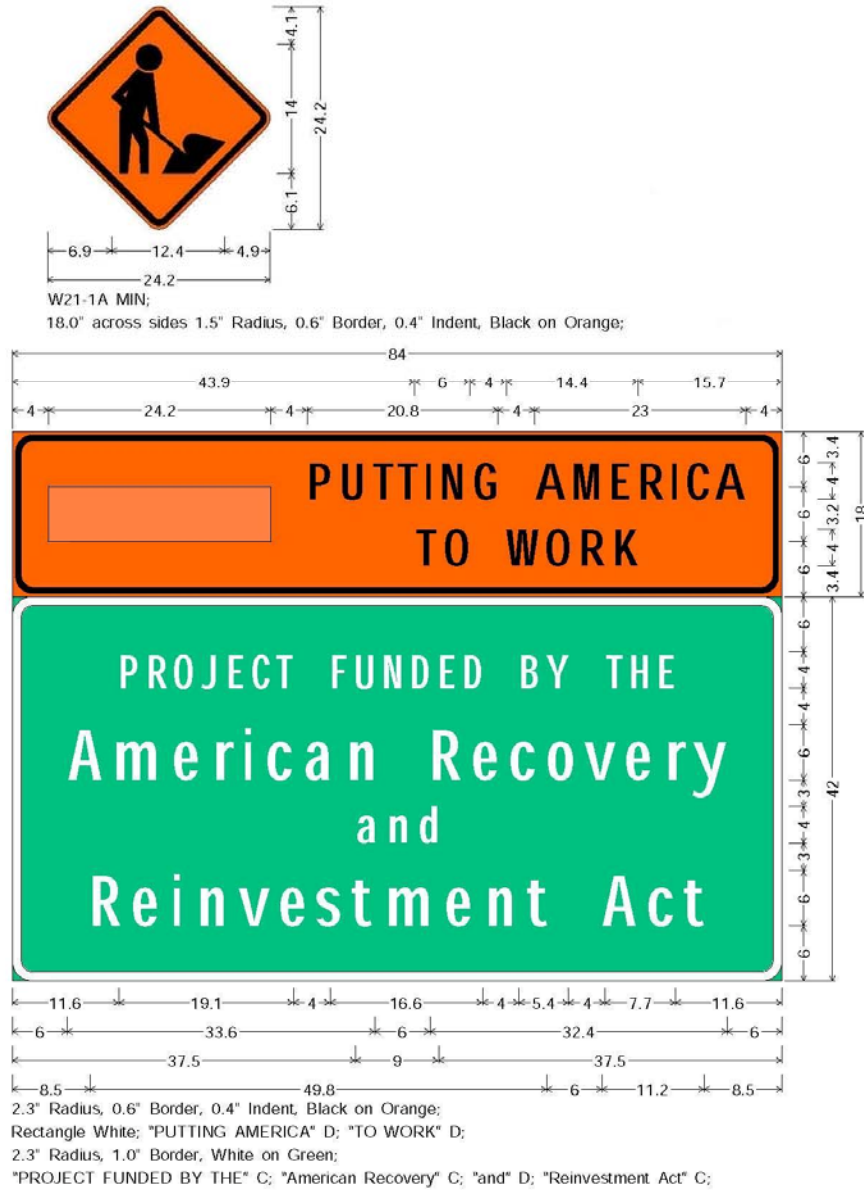 4.1
14
24.2
6.1
6.9 12.4 4.9
24.2
W21-1A MIN;
18.0" across sides 1.5" Radius, 0.6" Border, 0.4" Indent, Black on Orange;
84
43.9 6 4 14.4 15.7
4 24.2 4 20.8 4 23 4
PUTTING AMERICA
TO WORK
6 6 6
3.4 4 3.2 4 3.4
18
PROJECT FUNDED BY THE
American Recovery
and
Reinvestment Act
6 4 4 6 3 4 3 6 6
42
11.6 19.1 4 16.6 4 5.4 4 7.7 11.6
6 33.6 6 32.4 6
37.5 9 37.5
8.5 49.8 6 11.2 8.5
2.3" Radius, 0.6" Border, 0.4" Indent, Black on Orange;
Rectangle White; "PUTTING AMERICA" D; "TO WORK" D;
2.3" Radius, 1.0" Border, White on Green;
"PROJECT FUNDED BY THE" C; "American Recovery" C; "and" D; "Reinvestment Act" C;